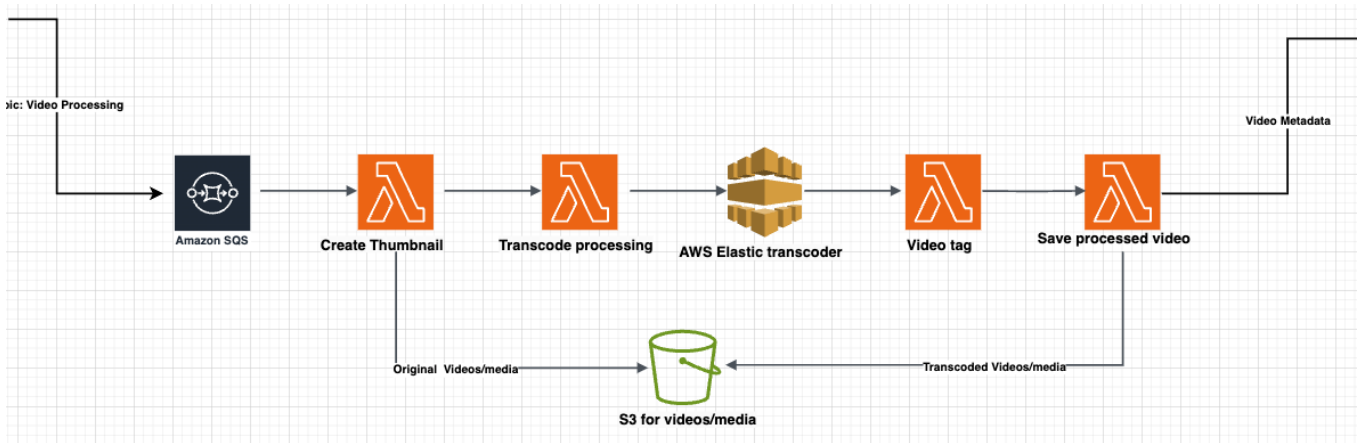 pic: Video Processing
Video Metadata
Amazon SQS
Create Thumbnail
Transcode processing
AWS Elastic transcoder
Video tag
Save processed video
Original Videos/media
Transcoded Videos/media
S3 for videos/media